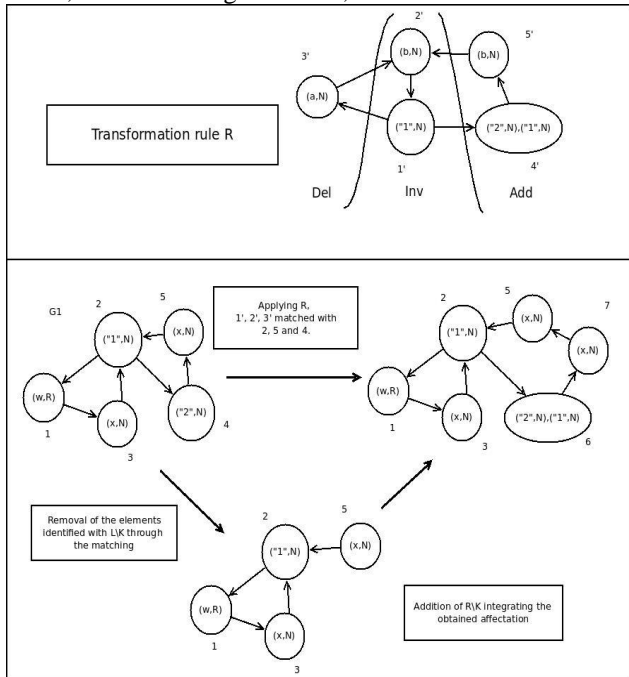 2'
3'
5'
(b,N)
(b,N)
(a,N)
Transformation rule R
("1",N)
("2",N),("1",N)
1'
4'
Del
Inv
Add
G1
2
5
Applying R,
1', 2', 3' matched with
2, 5 and 4.
2
5
7
("1",N)
(x,N)
("1",N)
(x,N)
(x,N)
(w,R)
("2",N)
(w,R)
(x,N)
(x,N)
("2",N),("1",N)
1
4
1
6
3
3
Removal of the elements
identified with L\K through
the matching
2
5
("1",N)
(x,N)
(w,R)
(x,N)
1
3
Addition of R\K integrating the
obtained affectation